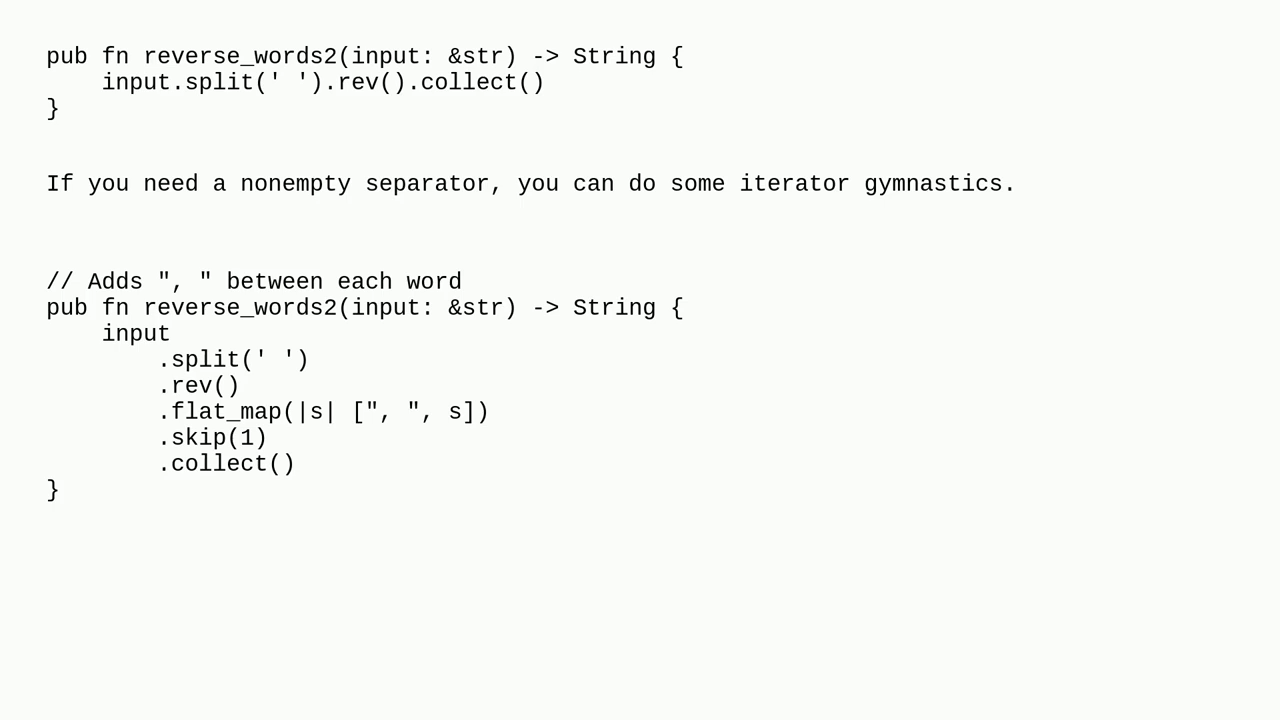 pub fn reverse_words2(input: &str) -> String {
    input.split(' ').rev().collect()
}
If you need a nonempty separator, you can do some iterator gymnastics.
// Adds ", " between each word
pub fn reverse_words2(input: &str) -> String {
    input
        .split(' ')
        .rev()
        .flat_map(|s| [", ", s])
        .skip(1)
        .collect()
}